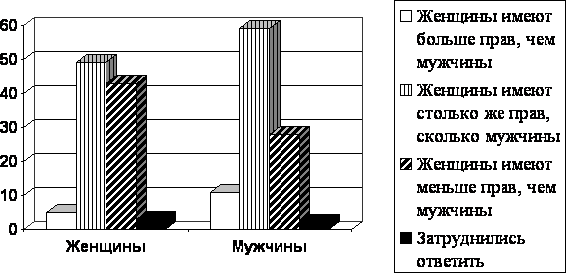 60
50
40
30
20
10
0
Женщины
Мужчины
Женщины имеют
больше прав, чем
мужчины
Женщины имеют
столько же прав,
сколько мужчины
Женщины имеют
меньше прав, чем
мужчины
Затруднились
ответить